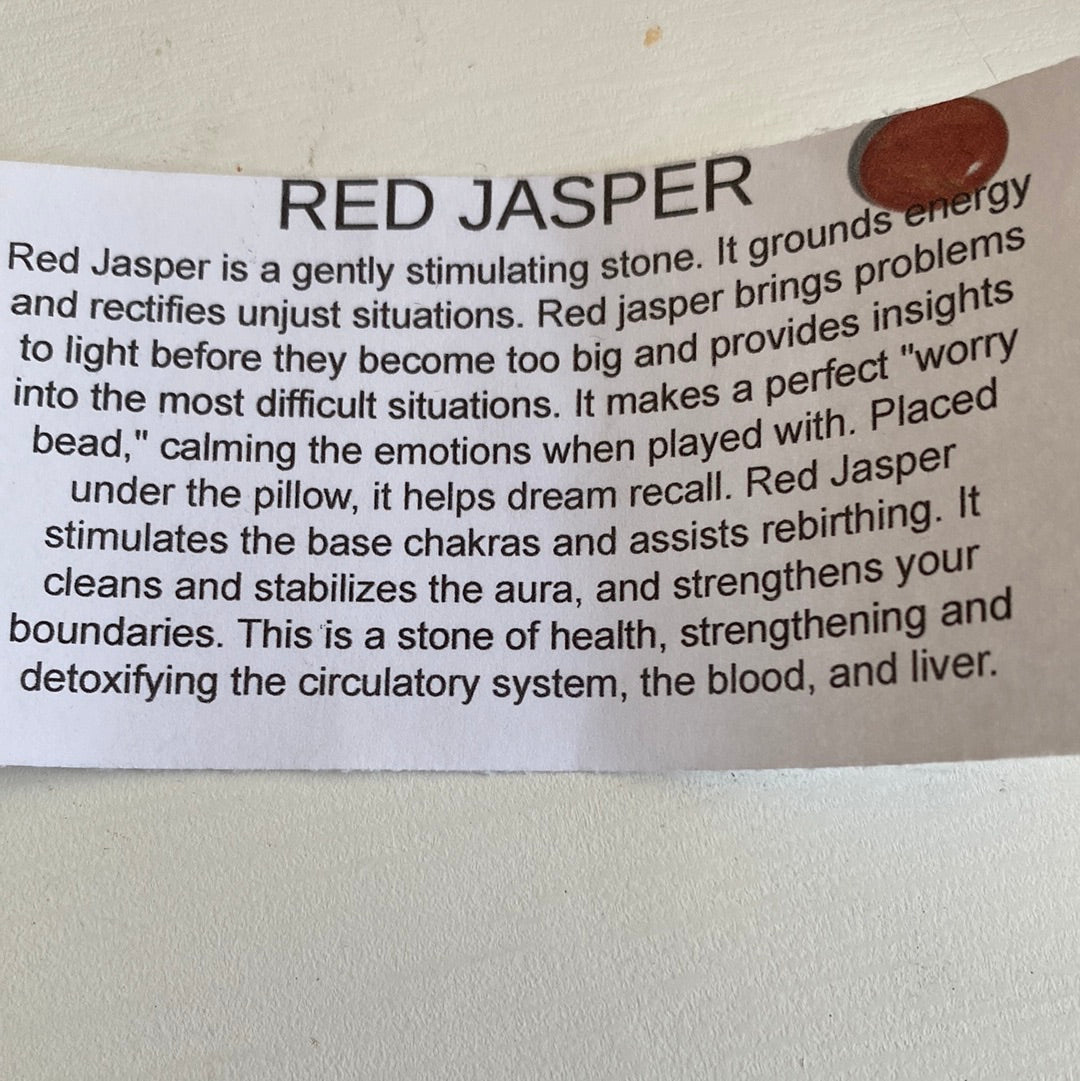 RED JASPER
Red Jasper is a gently stimulating stone. It grounds energy
and rectifies unjust situations. Red jasper brings problems
to light before they become too big and provides insights
into the most difficult situations. It makes a perfect "worry
bead," calming the emotions when played with. Placed
under the pillow, it helps dream recall. Red Jasper
stimulates the base chakras and assists rebirthing. It
cleans and stabilizes the aura, and strengthens your
boundaries. This is a stone of health, strengthening and
detoxifying the circulatory system, the blood, and liver.